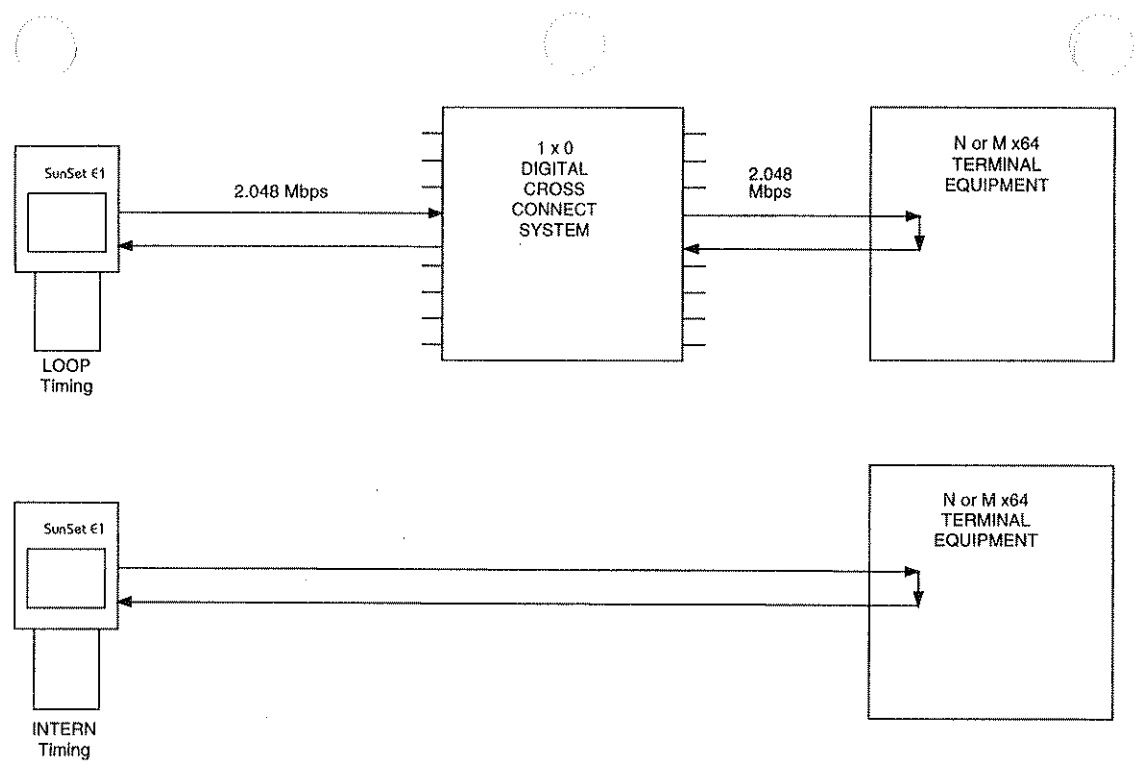 SunSet E1
LOOP
Timing
2.048 Mbps
1 x 0
DIGITAL
CROSS
CONNECT
SYSTEM
2.048
Mbps
N or M x64
TERMINAL
EQUIPMENT
SunSet E1
INTERN
Timing
N or M x64
TERMINAL
EQUIPMENT